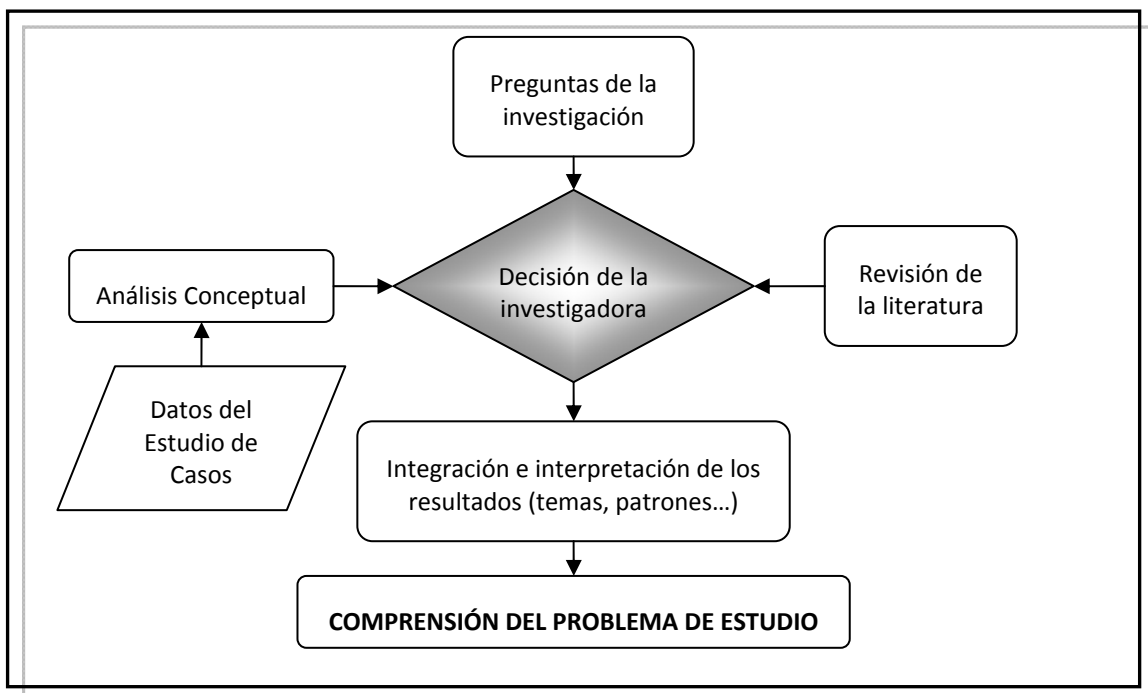 Preguntas de la
investigación
Análisis Conceptual
Decisión de la
investigadora
Revisión de
la literatura
Datos del
Estudio de
Casos
Integración e interpretación de los
resultados (temas, patrones…)
COMPRENSIÓN DEL PROBLEMA DE ESTUDIO